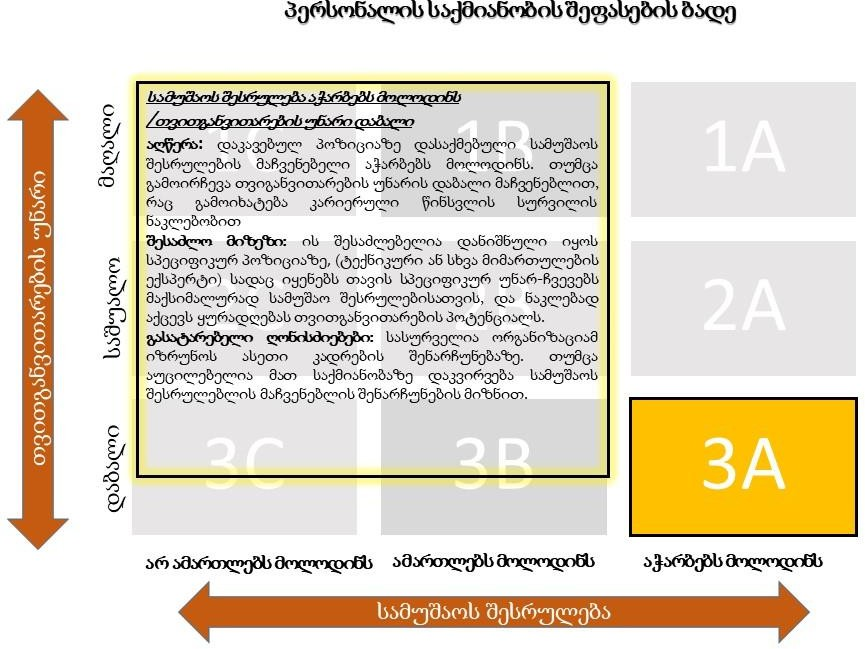 პერსონალის საქმიანობის შეფასების ბადე
თვითგანვითარების უნარი
მაღალი
საშუალო
დაბალი
სამუშაოს შესრულება აჭარბებს მოლოდინს
/თვითგანვითარების უნარი დაბალი
აღწერა: დაკავებულ პოზიციაზე დასაქმებული სამუშაოს
შესრულების მაჩვენებელი აჭარბებს მოლოდინს. თუმცა
გამოირჩევა თვიგანვითარების უნარის დაბალი მაჩვენებლით,
რაც გამოიხატება კარიერული წინსვლის სურვილის
ნაკლებობით
შესაძლო მიზეზი: ის შესაძლებელია დანიშნული იყოს
სპეციფიკურ პოზიციაზე, (ტექნიკური ან სხვა მიმართულების
ექსპერტი) სადაც იყენებს თავის სპეციფიკურ უნარ-ჩვევებს
მაქსიმალურად სამუშაო შესრულებისათვის, და ნაკლებად
აქცევს ყურადღებას თვითგანვითარების პოტენციალს.
გასატარებელი ღონისძიებები: სასურველია ორგანიზაციამ
იზრუნოს ასეთი კადრების შენარჩუნებაზე. თუმცა
აუცილებელია მათ საქმიანობაზე დაკვირვება სამუშაოს
შესრულებლის მაჩვენებლის შენარჩუნების მიზნით.
1C
1B
1A
2C
2B
2A
3C
3B
3A
არ ამართლებს მოლოდინს
ამართლებს მოლოდინს
აჭარბებს მოლოდინს
სამუშაოს შესრულება